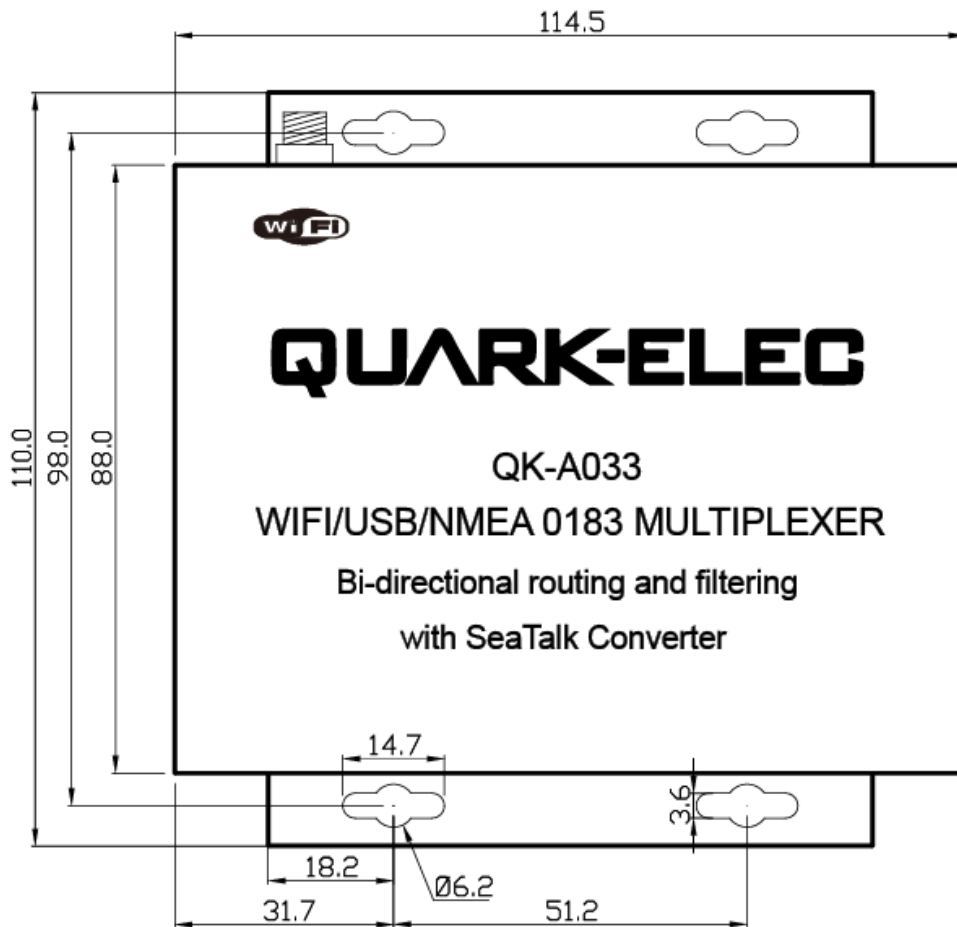 114.5
WiFi
QUARK-ELEC
110.0
98.0
88.0
QK-A033
WIFI/USB/NMEA 0183 MULTIPLEXER
Bi-directional routing and filtering
with SeaTalk Converter
14.7
3.6
18.2
Ø6.2
31.7
51.2